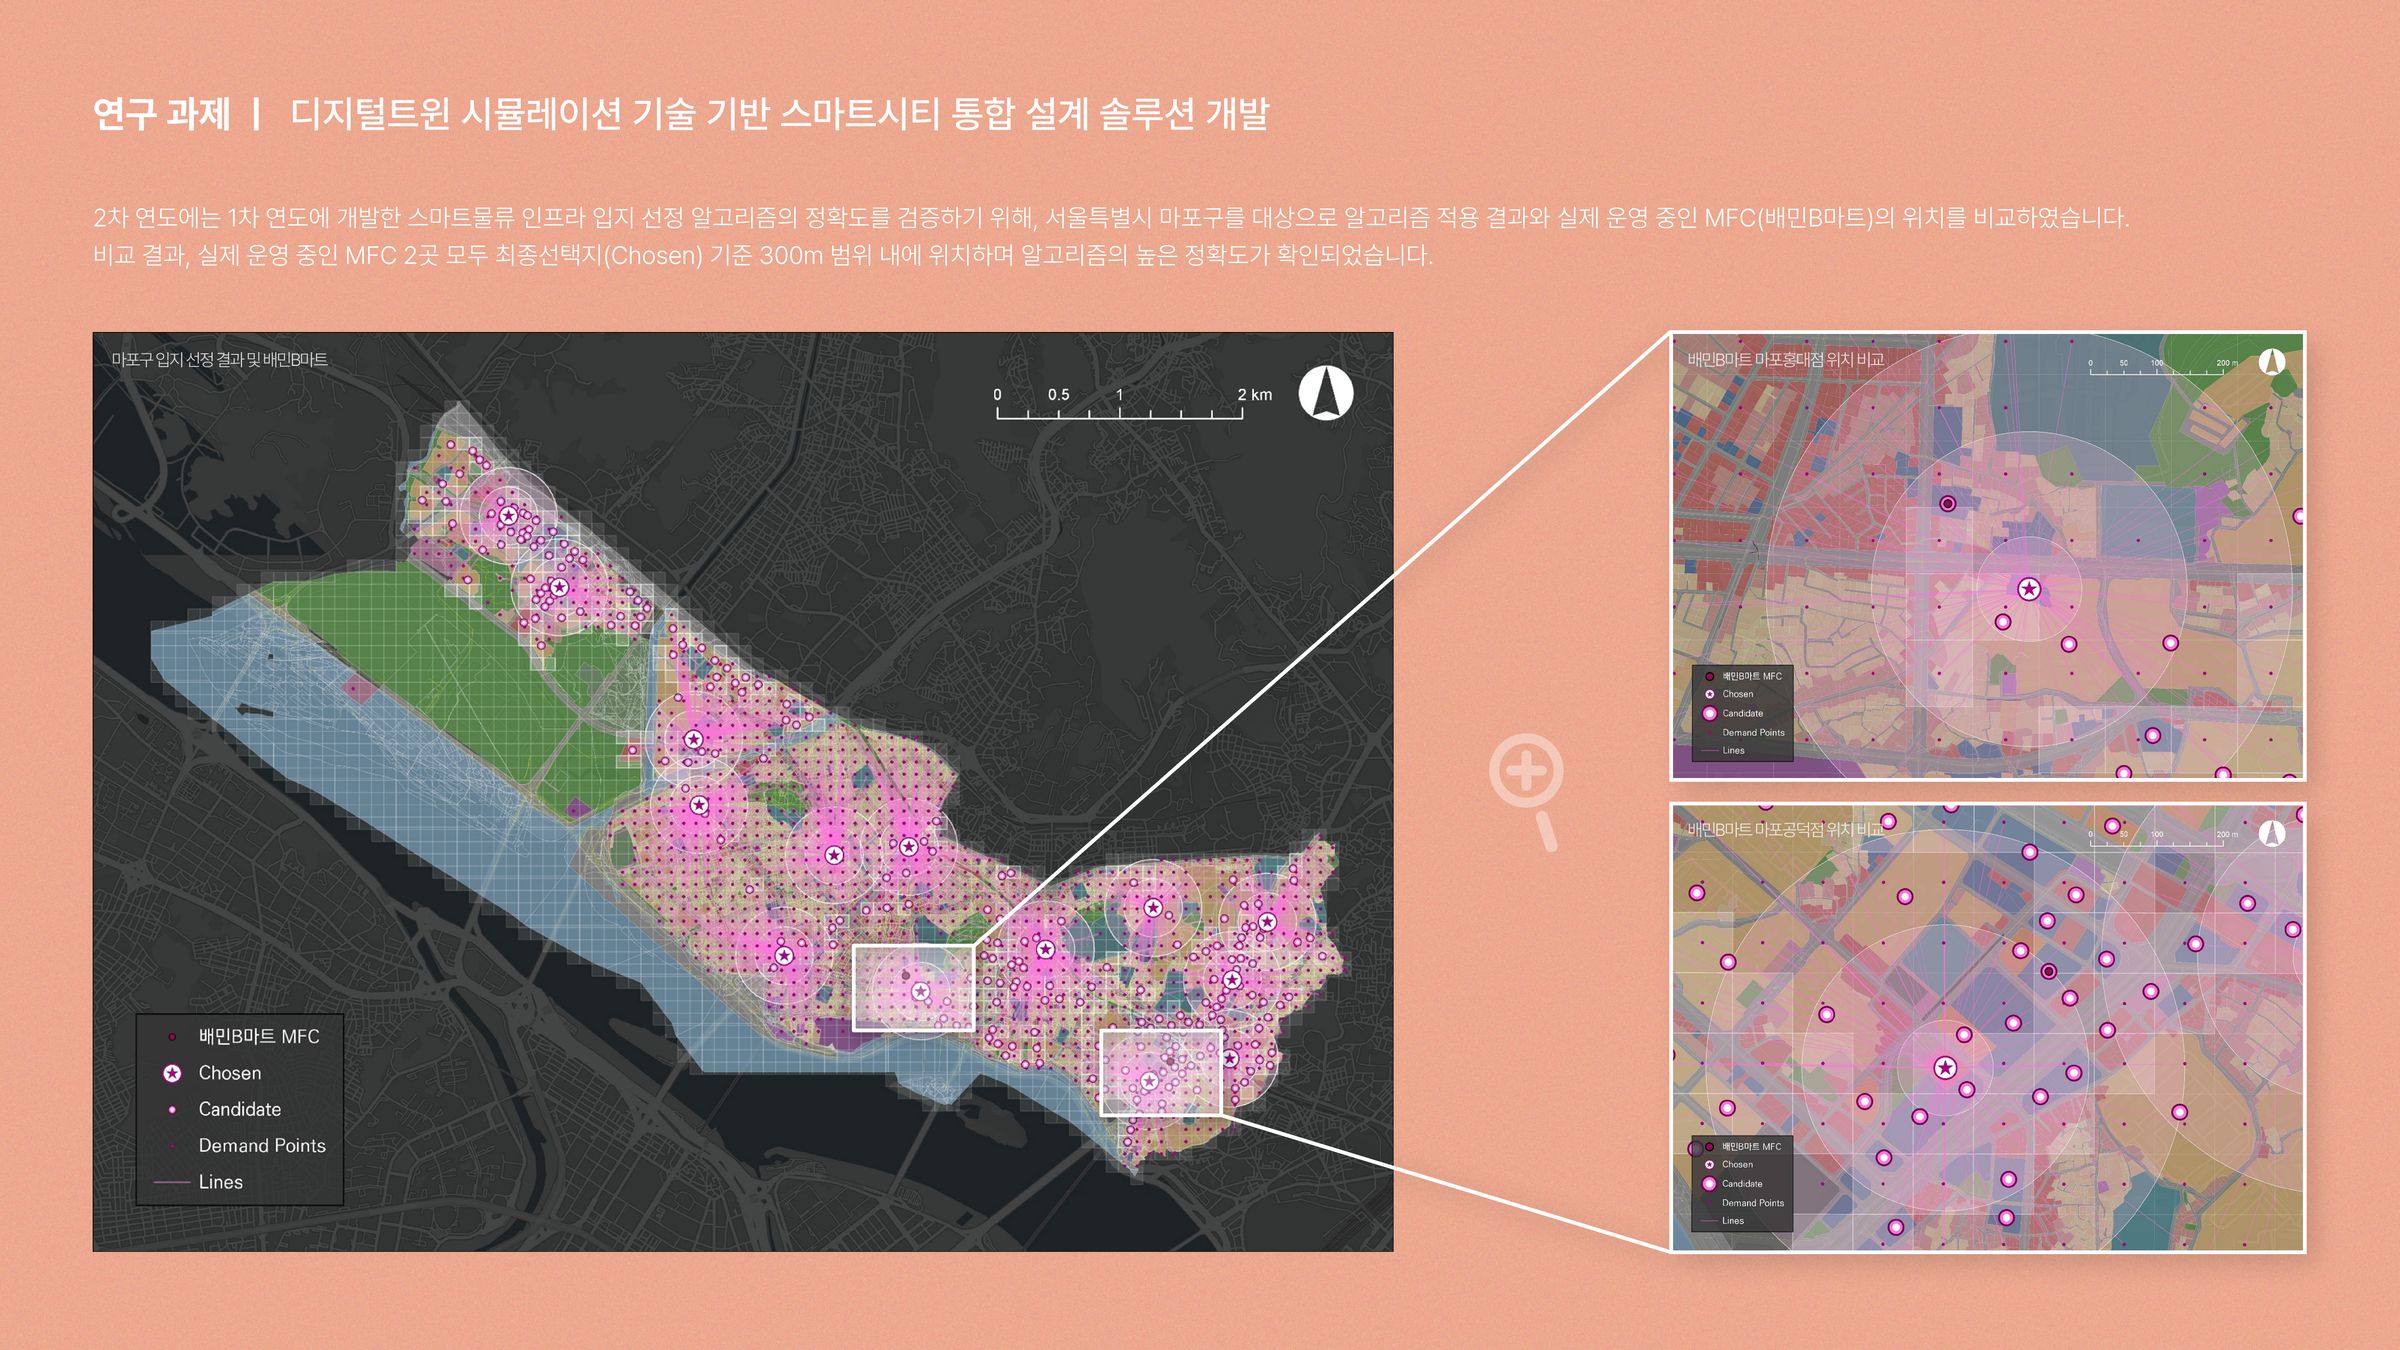 연구 과제 | 디지털트윈 시뮬레이션 기술 기반 스마트시티 통합 설계 솔루션 개발
2차 연도에는 1차 연도에 개발한 스마트물류 인프라 입지 선정 알고리즘의 정확도를 검증하기 위해, 서울특별시 마포구를 대상으로 알고리즘 적용 결과와 실제 운영 중인 MFC(배민B마트)의 위치를 비교하였습니다.
비교 결과, 실제 운영 중인 MFC 2곳 모두 최종선택지(Chosen) 기준 300m 범위 내에 위치하며 알고리즘의 높은 정확도가 확인되었습니다.
마포구 입지 선정 결과 및 배민B마트
0 0.5 1 2 km
배민B마트 MFC
Chosen
Candidate
Demand Points
Lines
배민B마트 마포홍대점 위치 비교
0 50 100 200 m
배민B마트 MFC
Chosen
Candidate
Demand Points
Lines
배민B마트 마포공덕점 위치 비교
0 50 100 200 m
배민B마트 MFC
Chosen
Candidate
Demand Points
Lines